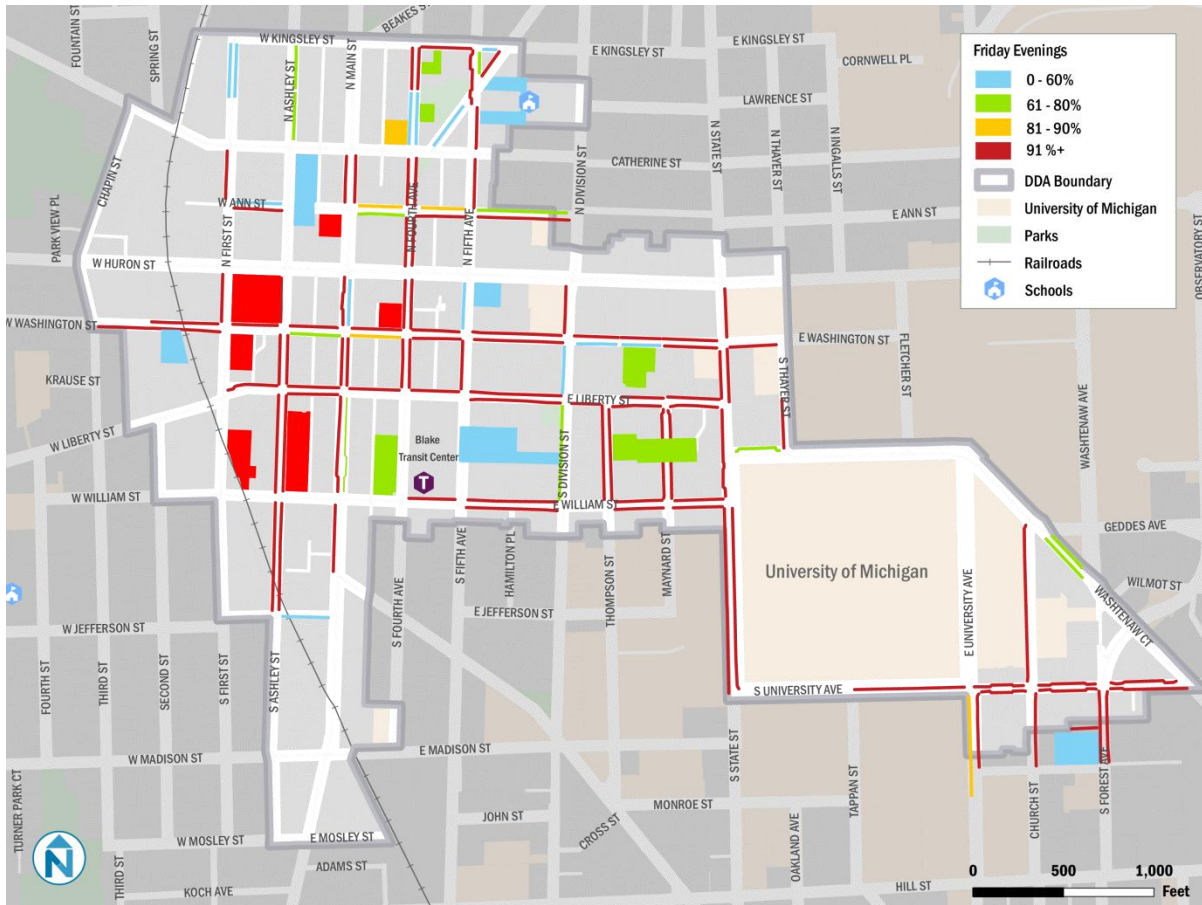 FOUNTAIN ST
SPRING ST
W KINGSLEY ST
BEAKES ST
E KINGSLEY ST
E KINGSLEY ST
CORNWELL PL
N ASHLEY ST
N MAIN ST
LAWRENCE ST
N STATE ST
N THAYER ST
N INGALLS ST
CATHERINE ST
CHAPIN ST
PARK VIEW PL
W ANN ST
N FIRST ST
N FOURTH AVE
N FIFTH AVE
N DIVISION ST
E ANN ST
OBSERVATORY ST
W HURON ST
W WASHINGTON ST
E WASHINGTON ST
FLETCHER ST
WASHTENAW AVE
KRAUSE ST
S THAYER ST
E LIBERTY ST
W LIBERTY ST
Blake
Transit Center
T
S DIVISION ST
W WILLIAM ST
E WILLIAM ST
GEDDES AVE
S FOURTH AVE
S FIFTH AVE
HAMILTON PL
THOMPSON ST
MAYNARD ST
University of Michigan
E UNIVERSITY AVE
WILMOT ST
WASHTENAW CT
E JEFFERSON ST
W JEFFERSON ST
FOURTH ST
THIRD ST
SECOND ST
S FIRST ST
S ASHLEY ST
S UNIVERSITY AVE
W MADISON ST
E MADISON ST
S STATE ST
TAPPAN ST
CHURCH ST
S FOREST AVE
TURNER PARK CT
MONROE ST
JOHN ST
CROSS ST
OAKLAND AVE
W MOSLEY ST
E MOSLEY ST
ADAMS ST
THIRD ST
KOCH AVE
HILL ST
N
Friday Evenings
0 - 60%
61 - 80%
81 - 90%
91 %+
DDA Boundary
University of Michigan
Parks
Railroads
Schools
0 500 1,000
Feet